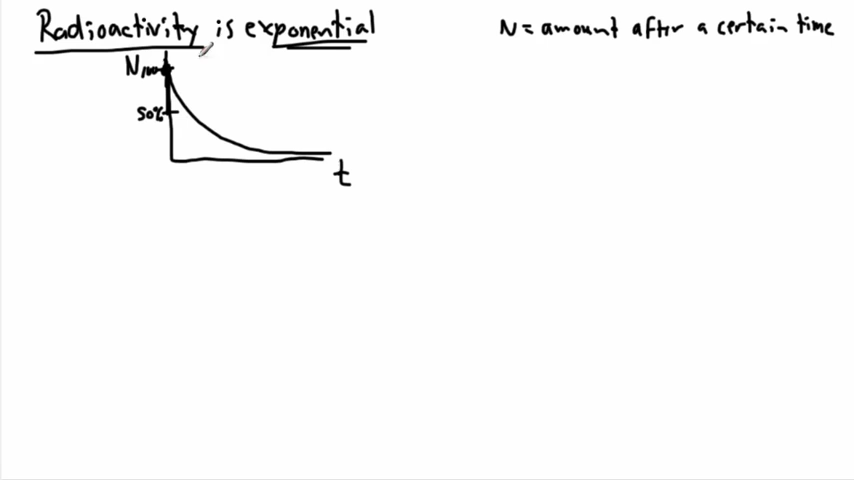 Radioactivity is exponential
N = amount after a certain time
N
50%
t